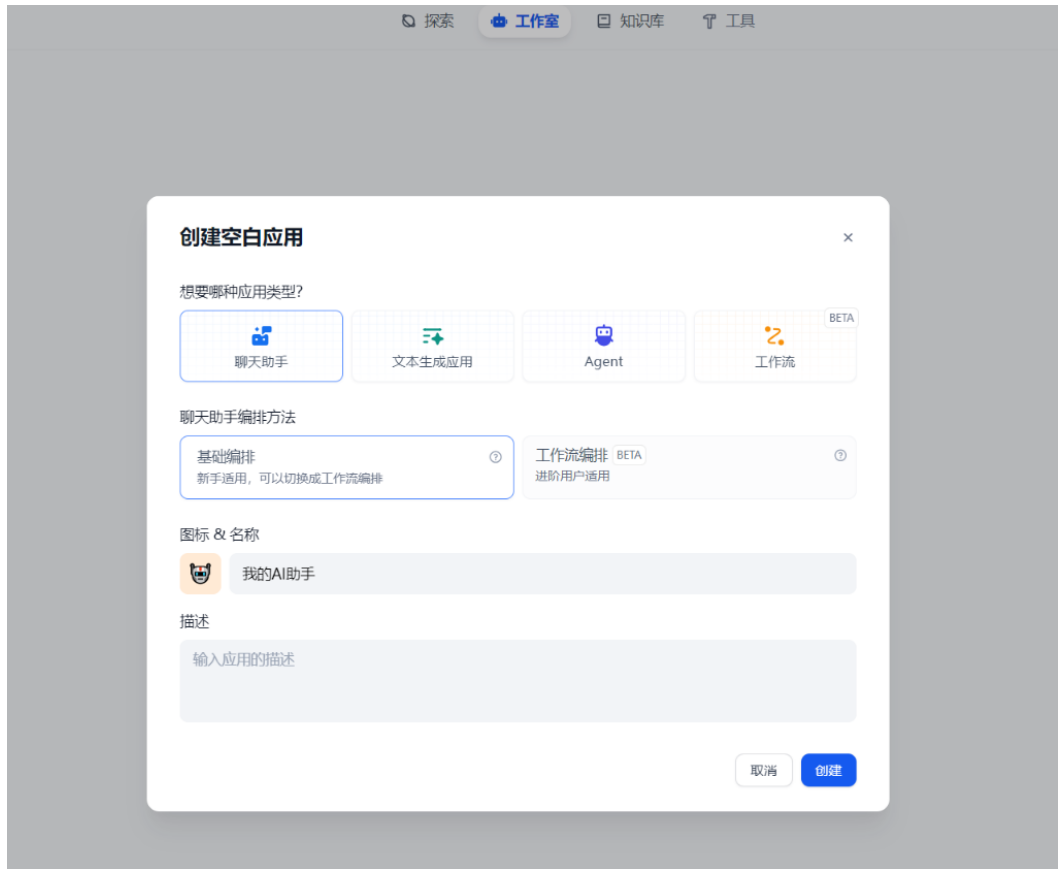 探索 工作室 知识库 工具
创建空白应用
想要哪种应用类型?
BETA
聊天助手 文本生成应用 Agent 工作流
聊天助手编排方法
基础编排
新手适用，可以切换成工作流编排
工作流编排 BETA
进阶用户适用
图标 & 名称
我的AI助手
描述
输入应用的描述
取消 创建